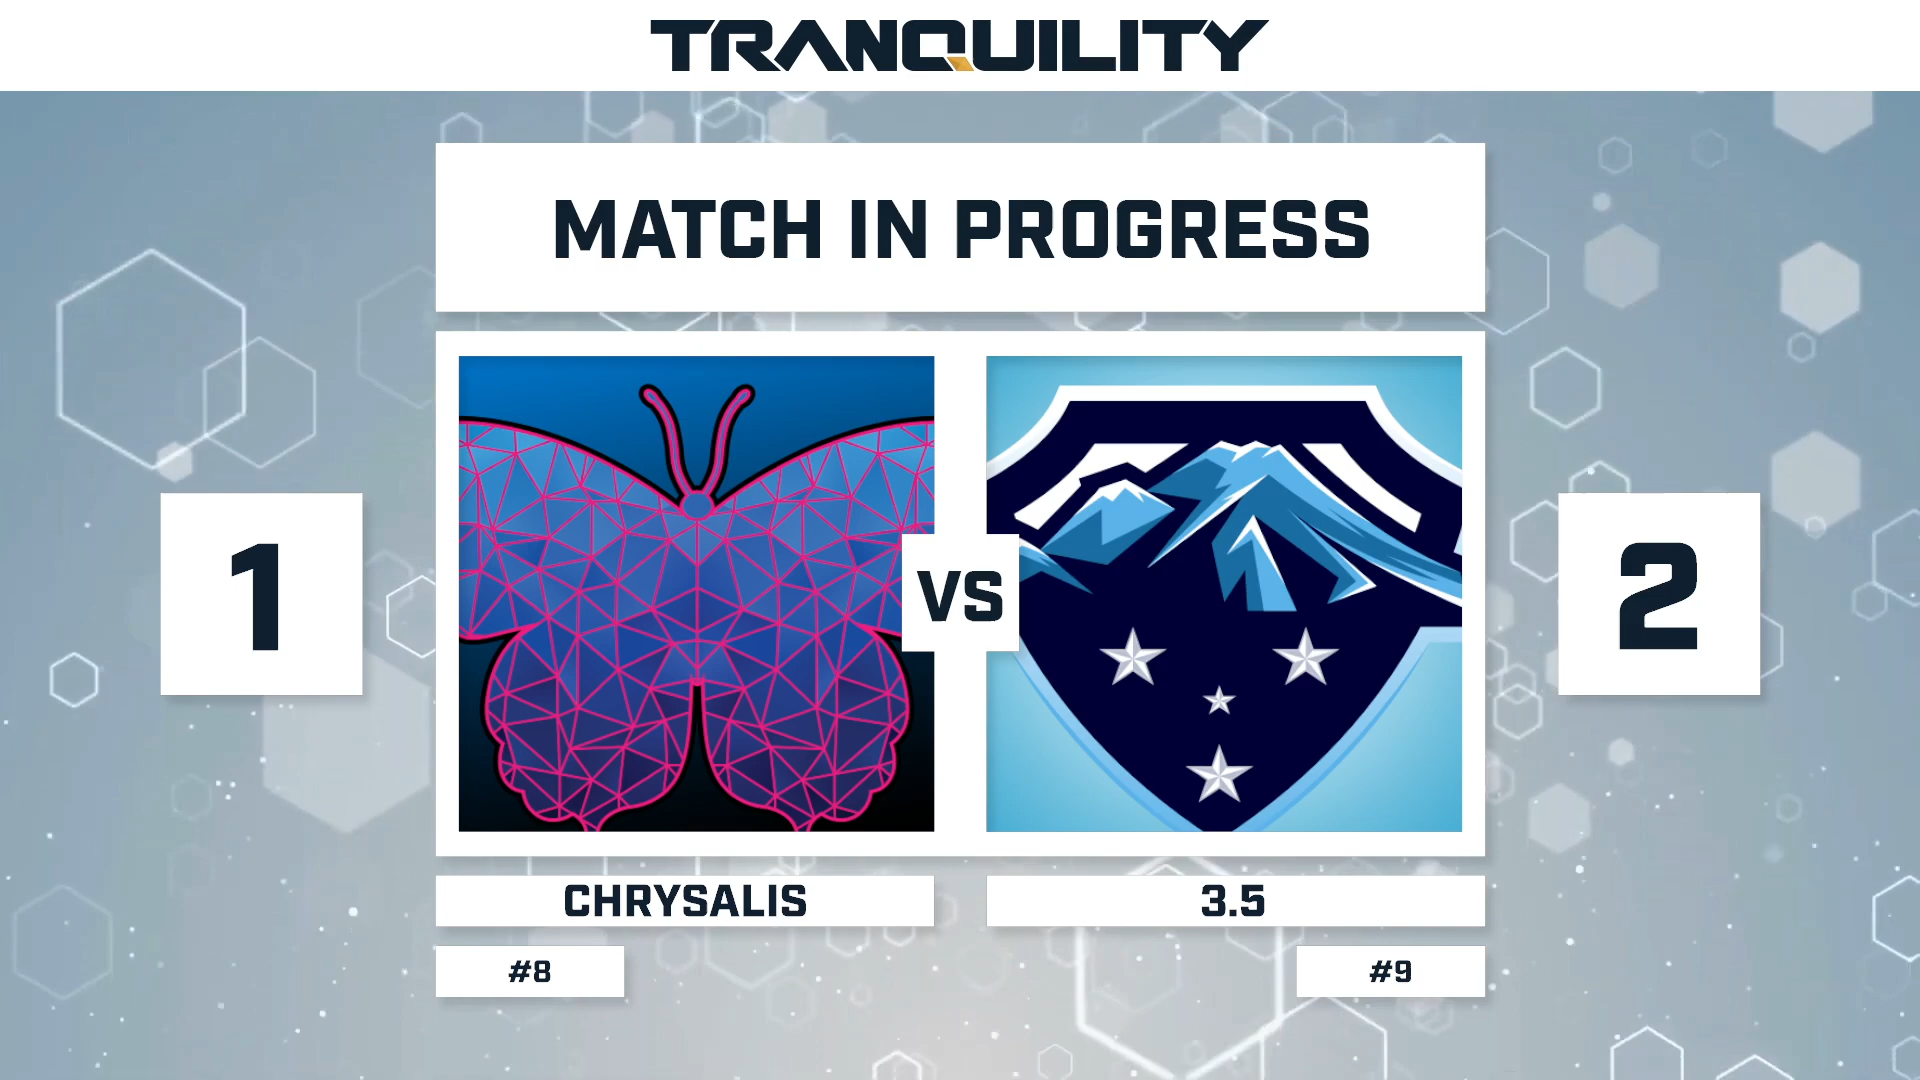 TRANQUILITY
MATCH IN PROGRESS
1
VS
2
CHRYSALIS
3.5
#8
#9